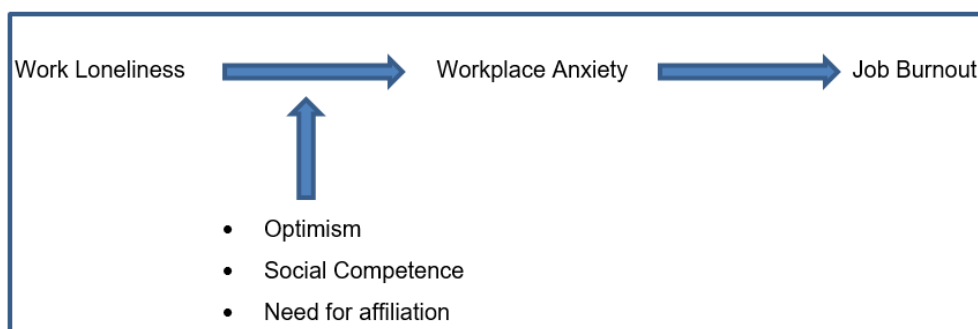 Work Loneliness Workplace Anxiety Job Burnout
• Optimism
• Social Competence
• Need for affiliation